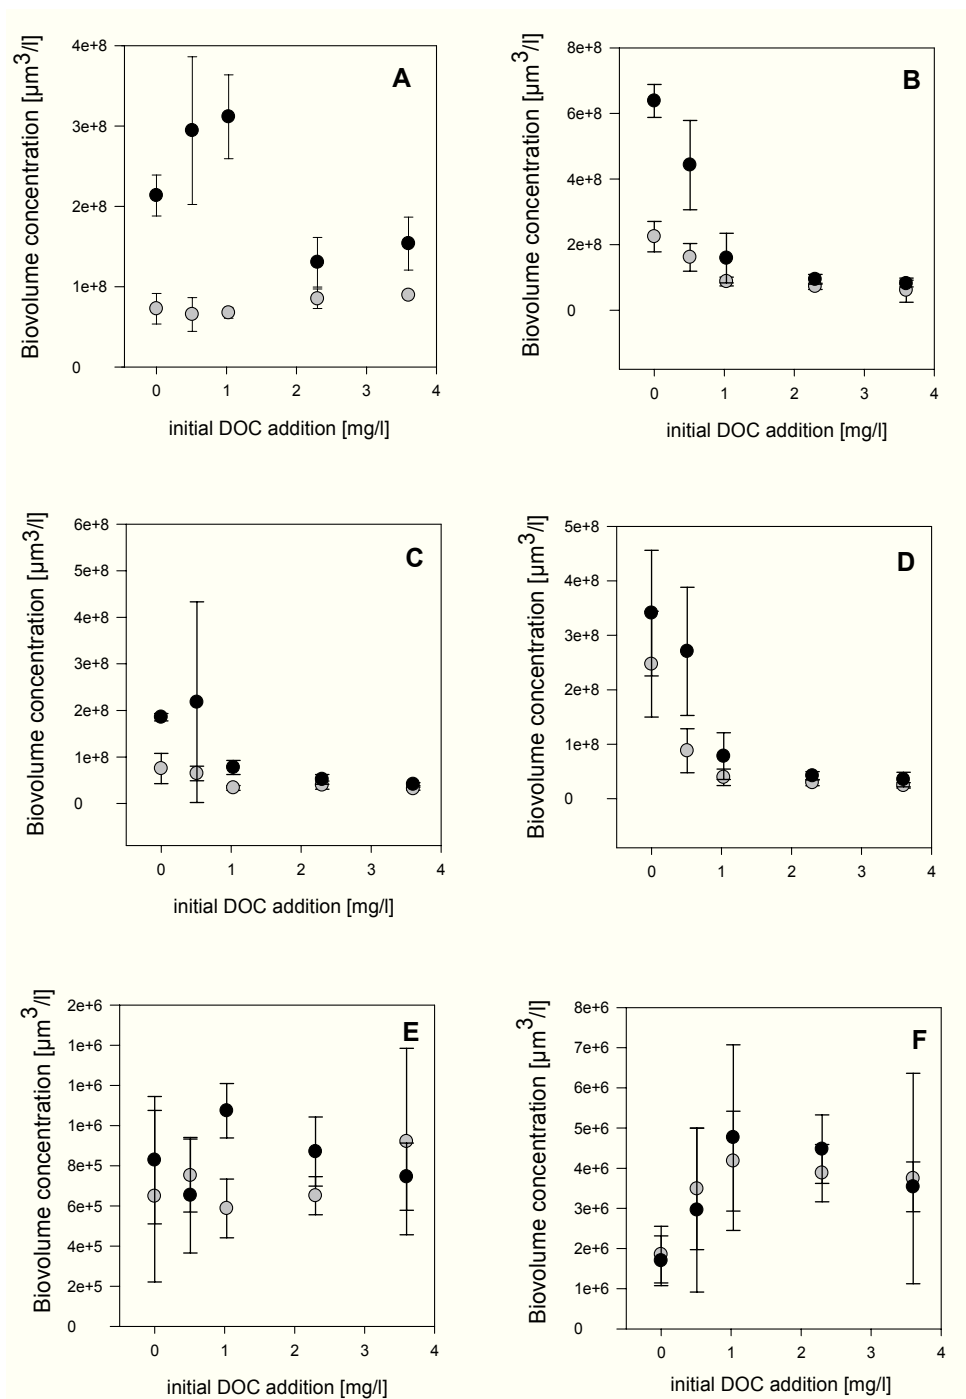 Biovolume concentration [µm³/l]
4e+8
3e+8
2e+8
1e+8
0
A
0 1 2 3 4
initial DOC addition [mg/l]
Biovolume concentration [µm³/l]
8e+8
6e+8
4e+8
2e+8
0
B
0 1 2 3 4
initial DOC addition [mg/l]
Biovolume concentration [µm³/l]
6e+8
5e+8
4e+8
3e+8
2e+8
1e+8
0
C
0 1 2 3 4
initial DOC addition [mg/l]
Biovolume concentration [µm³/l]
5e+8
4e+8
3e+8
2e+8
1e+8
0
D
0 1 2 3 4
initial DOC addition [mg/l]
Biovolume concentration [µm³/l]
2e+6
1e+6
1e+6
1e+6
8e+5
6e+5
4e+5
2e+5
0
E
0 1 2 3 4
initial DOC addition [mg/l]
Biovolume concentration [µm³/l]
8e+6
7e+6
6e+6
5e+6
4e+6
3e+6
2e+6
1e+6
0
F
0 1 2 3 4
initial DOC addition [mg/l]